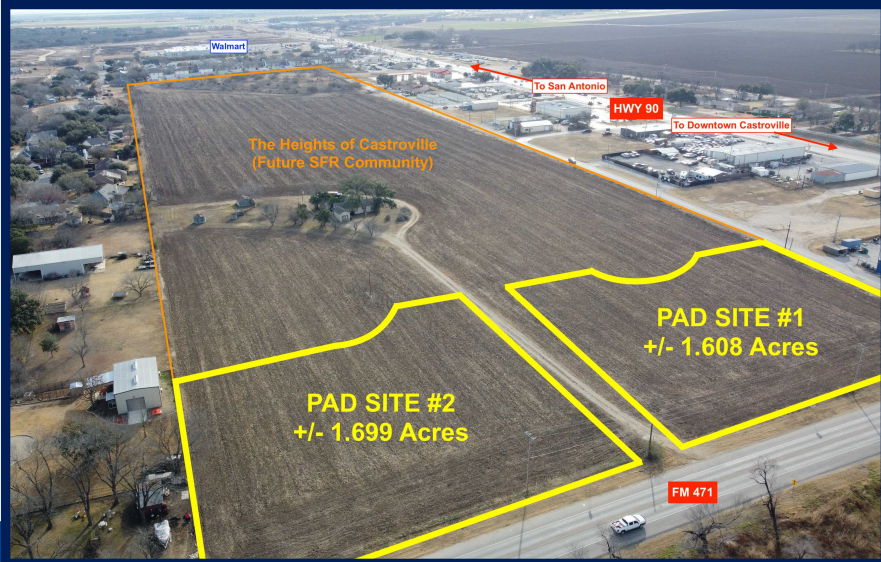 Walmart
To San Antonio
HWY 90
To Downtown Castroville
The Heights of Castroville
(Future SFR Community)
PAD SITE #1
+/- 1.608 Acres
PAD SITE #2
+/- 1.699 Acres
FM 471